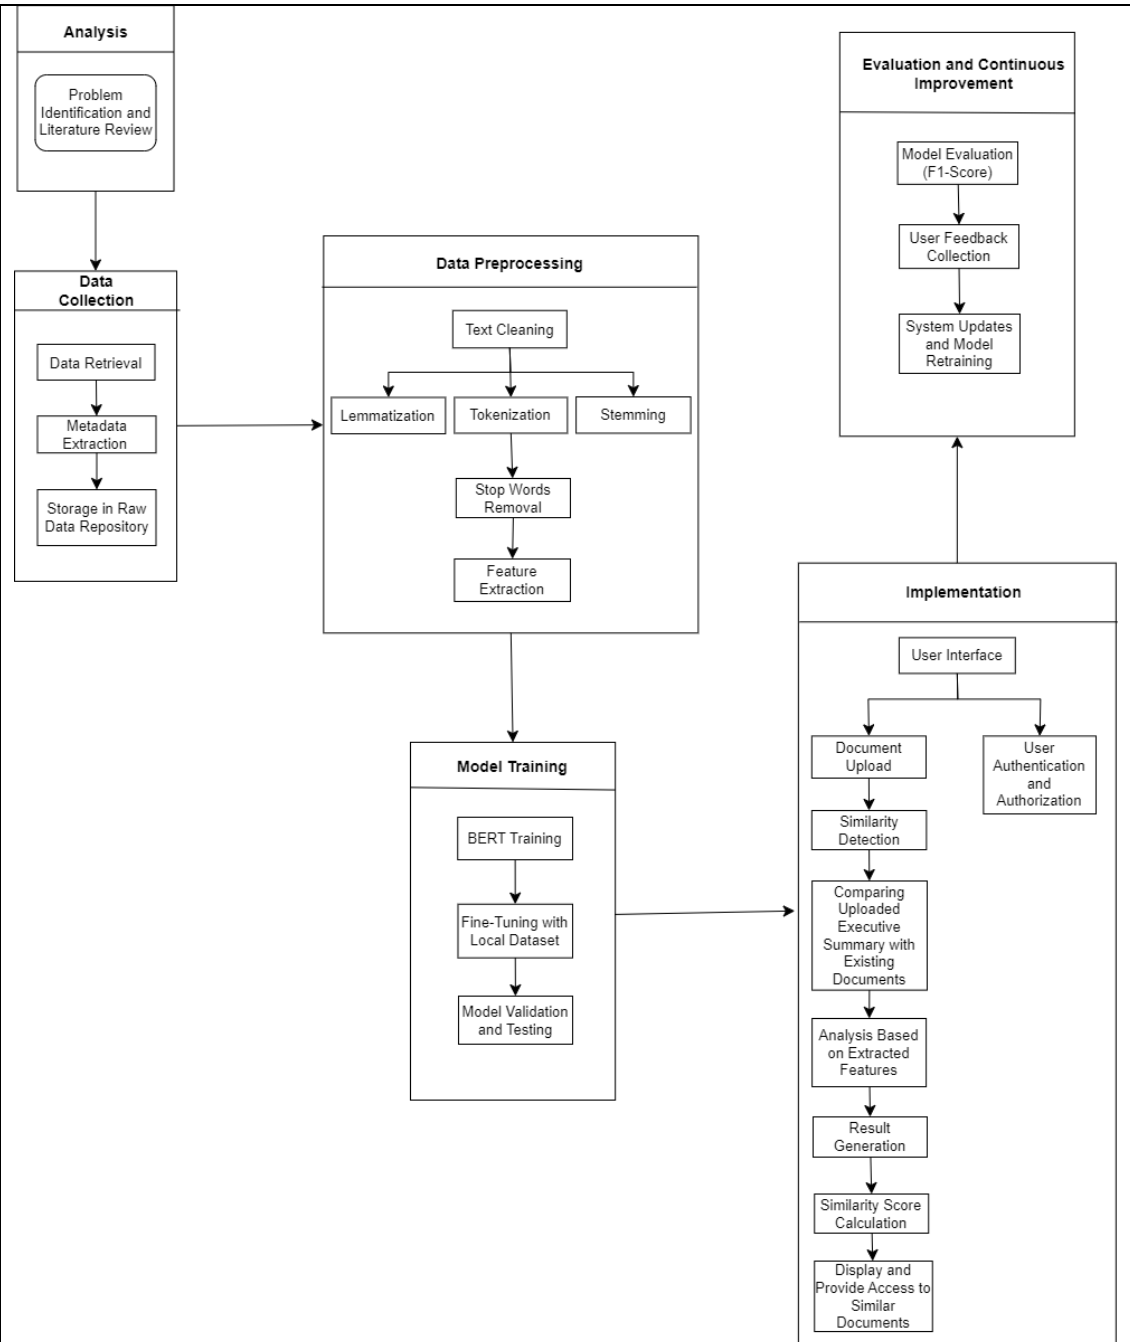 Analysis
Problem
Identification and
Literature Review
Data
Collection
Data Retrieval
Metadata
Extraction
Storage in Raw
Data Repository
Data Preprocessing
Text Cleaning
Lemmatization
Tokenization
Stemming
Stop Words
Removal
Feature
Extraction
Model Training
BERT Training
Fine-Tuning with
Local Dataset
Model Validation
and Testing
Implementation
User Interface
Document
Upload
User
Authentication
and
Authorization
Similarity
Detection
Comparing
Uploaded
Executive
Summary with
Existing
Documents
Analysis Based
on Extracted
Features
Result
Generation
Similarity Score
Calculation
Display and
Provide Access to
Similar
Documents
Evaluation and Continuous
Improvement
Model Evaluation
(F1-Score)
User Feedback
Collection
System Updates
and Model
Retraining